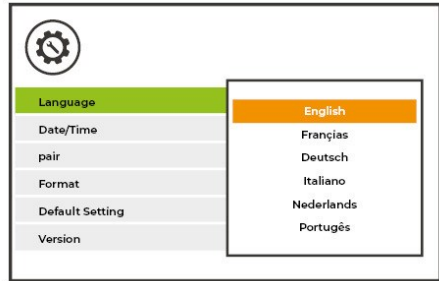 Language
Date/Time
pair
Format
Default Setting
Version
English
Françias
Deutsch
Italiano
Nederlands
Portugês